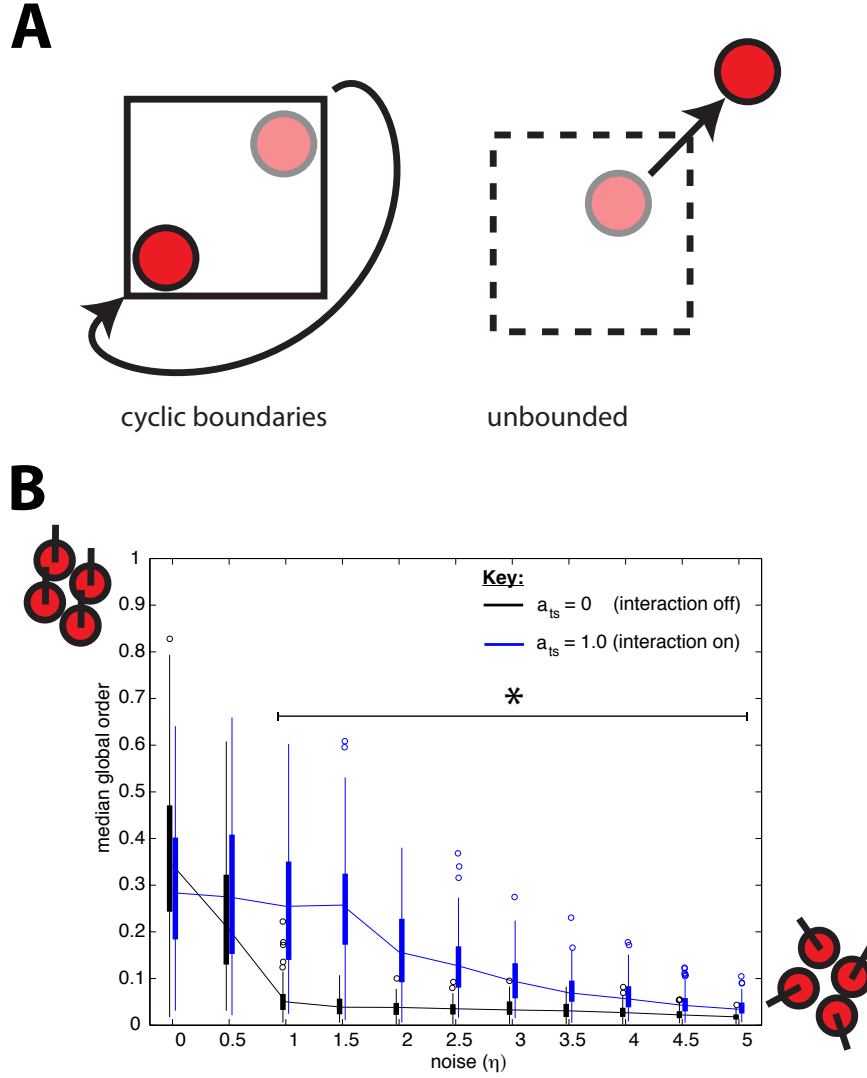 A
cyclic boundaries
unbounded
B
median global order
1
0.9
0.8
0.7
0.6
0.5
0.4
0.3
0.2
0.1
0
Key:
a_ts = 0 (interaction off)
a_ts = 1.0 (interaction on)
*
0 0.5 1 1.5 2 2.5 3 3.5 4 4.5 5
noise (η)